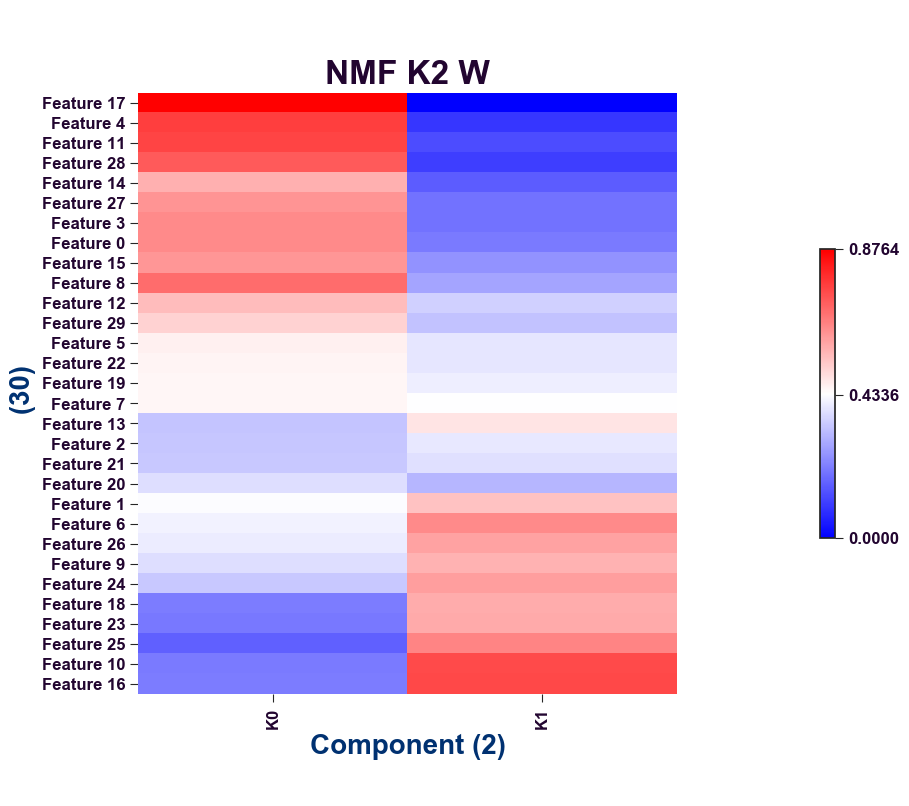 NMF K2 W
Feature 17
Feature 4
Feature 11
Feature 28
Feature 14
Feature 27
Feature 3
Feature 0
Feature 15
Feature 8
Feature 12
Feature 29
Feature 5
Feature 22
Feature 19
Feature 7
Feature 13
Feature 2
Feature 21
Feature 20
Feature 1
Feature 6
Feature 26
Feature 9
Feature 24
Feature 18
Feature 23
Feature 25
Feature 10
Feature 16
(30)
K0
K1
Component (2)
0.8764
0.4336
0.0000